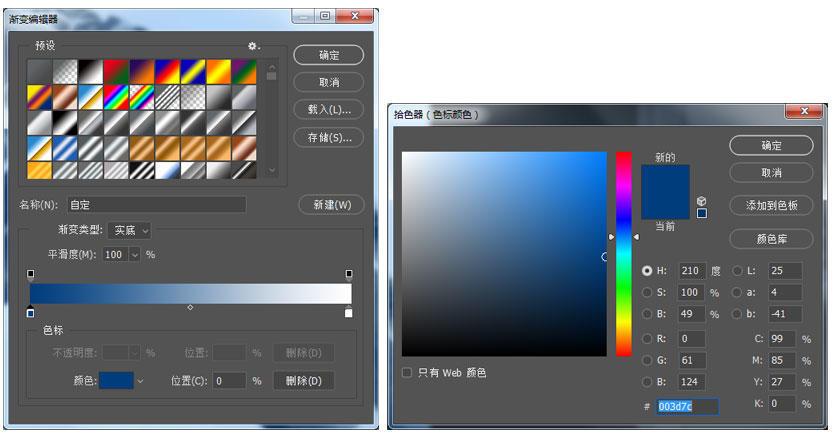 渐变编辑器
预设
确定
取消
载入(L)...
存储(S)...
名称(N): 自定
新建(W)
渐变类型: 实底
平滑度(M): 100 %
色标
不透明度: %
位置:
删除(D)
颜色:
位置(C): 0 %
删除(D)
拾色器（色标颜色）
新的
当前
确定
取消
添加到色板
颜色库
H: 210 度
L: 25
S: 100 %
a: 4
B: 49 %
b: -41
R: 0
C: 99 %
G: 61
M: 85 %
B: 124
Y: 27 %
# 003d7c
K: 0 %
只有 Web 颜色